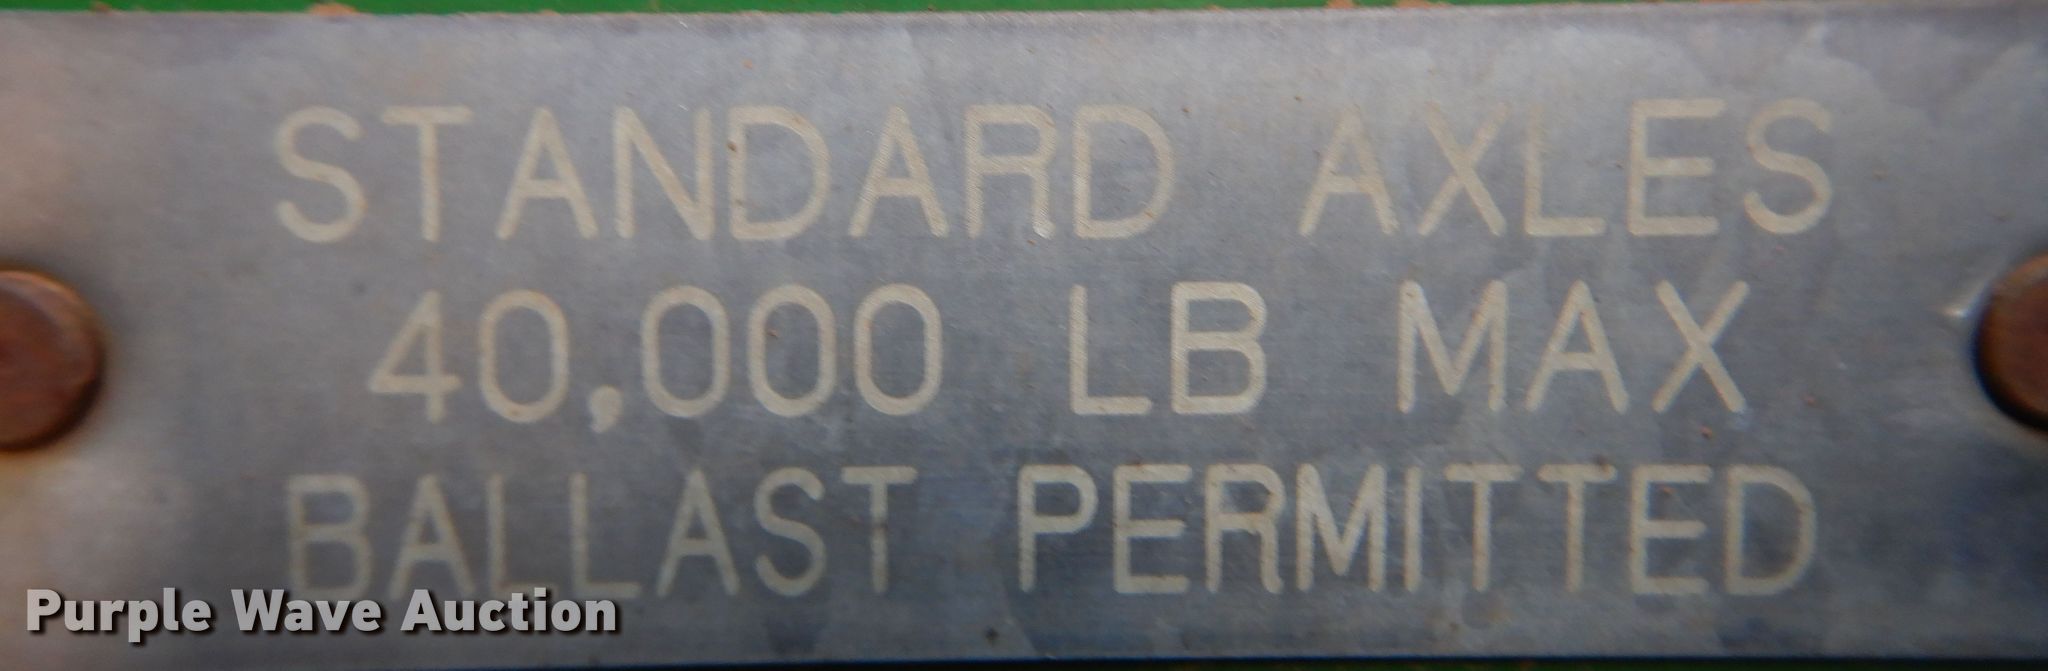 STANDARD AXLES
40,000 LB MAX
BALLAST PERMITTED
Purple Wave Auction